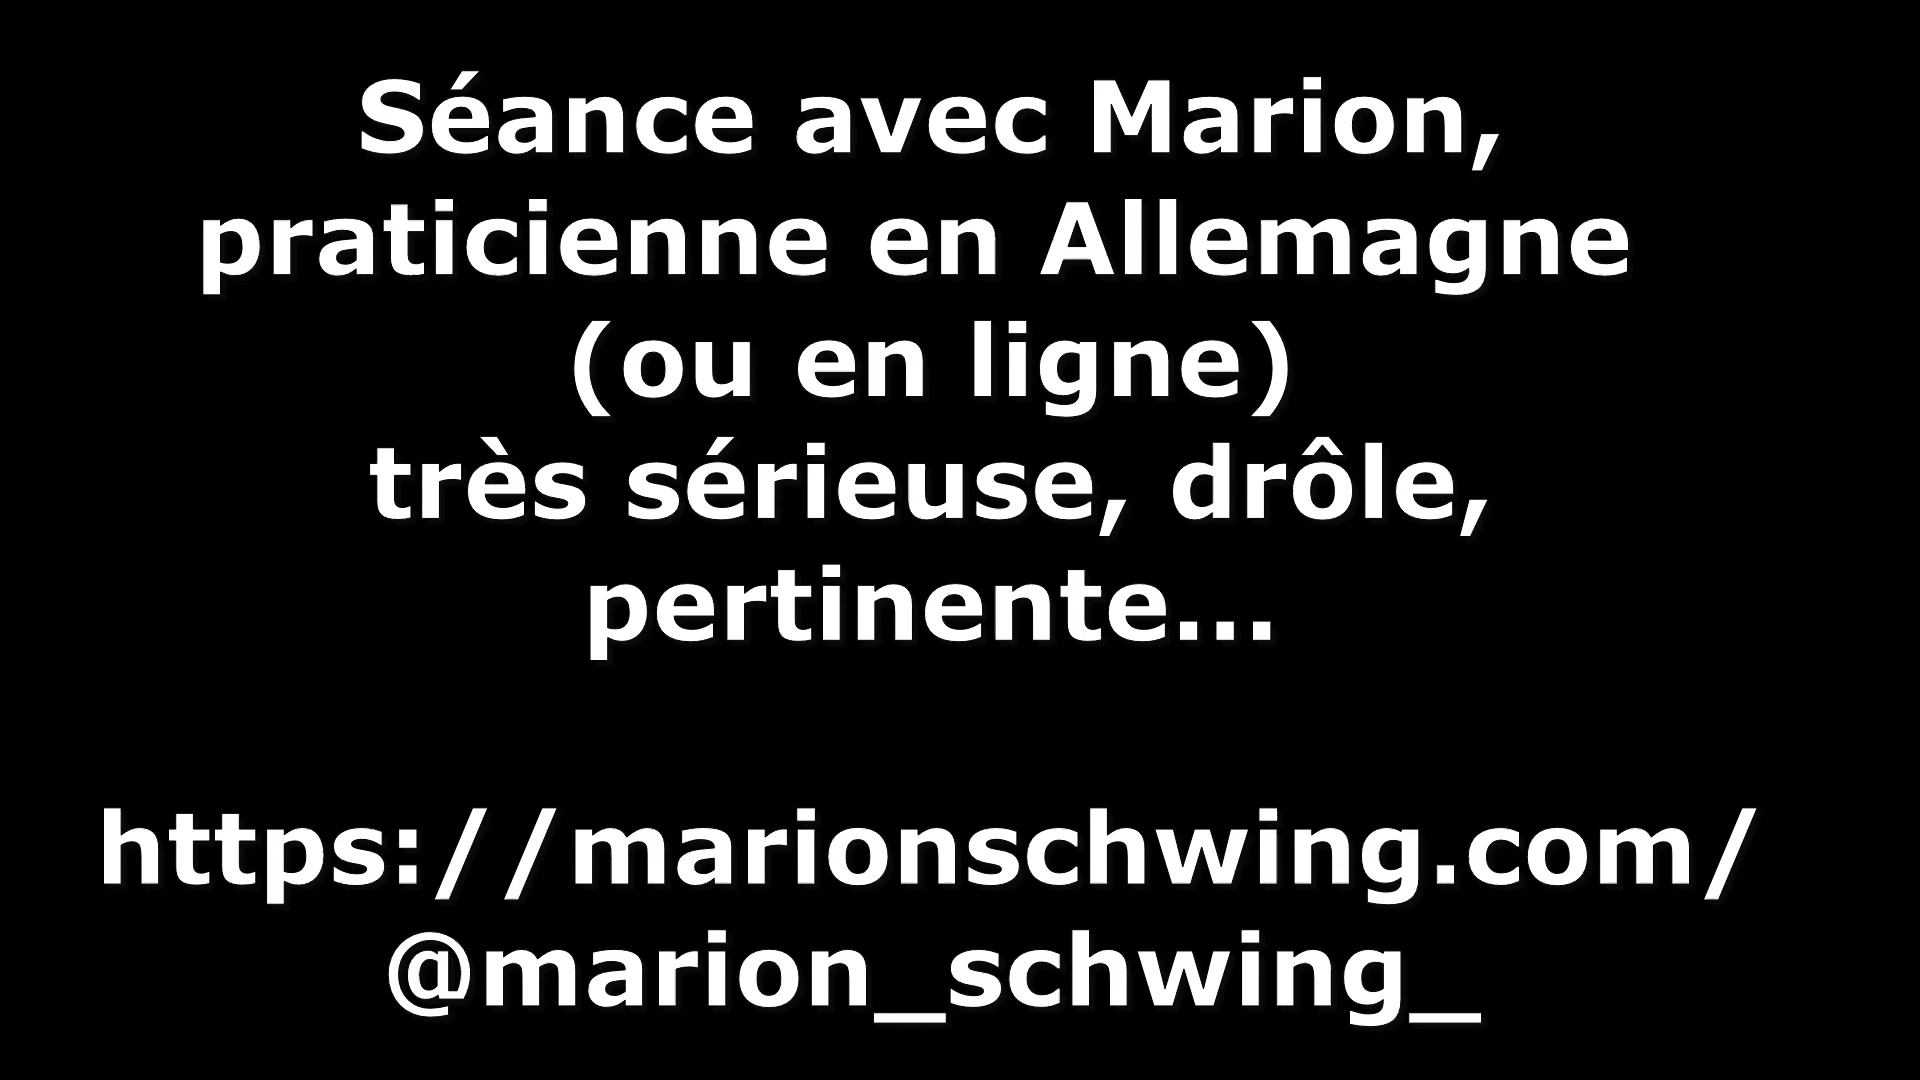 Séance avec Marion,
praticienne en Allemagne
(ou en ligne)
très sérieuse, drôle,
pertinente...
https://marionschwing.com/
@marion_schwing_